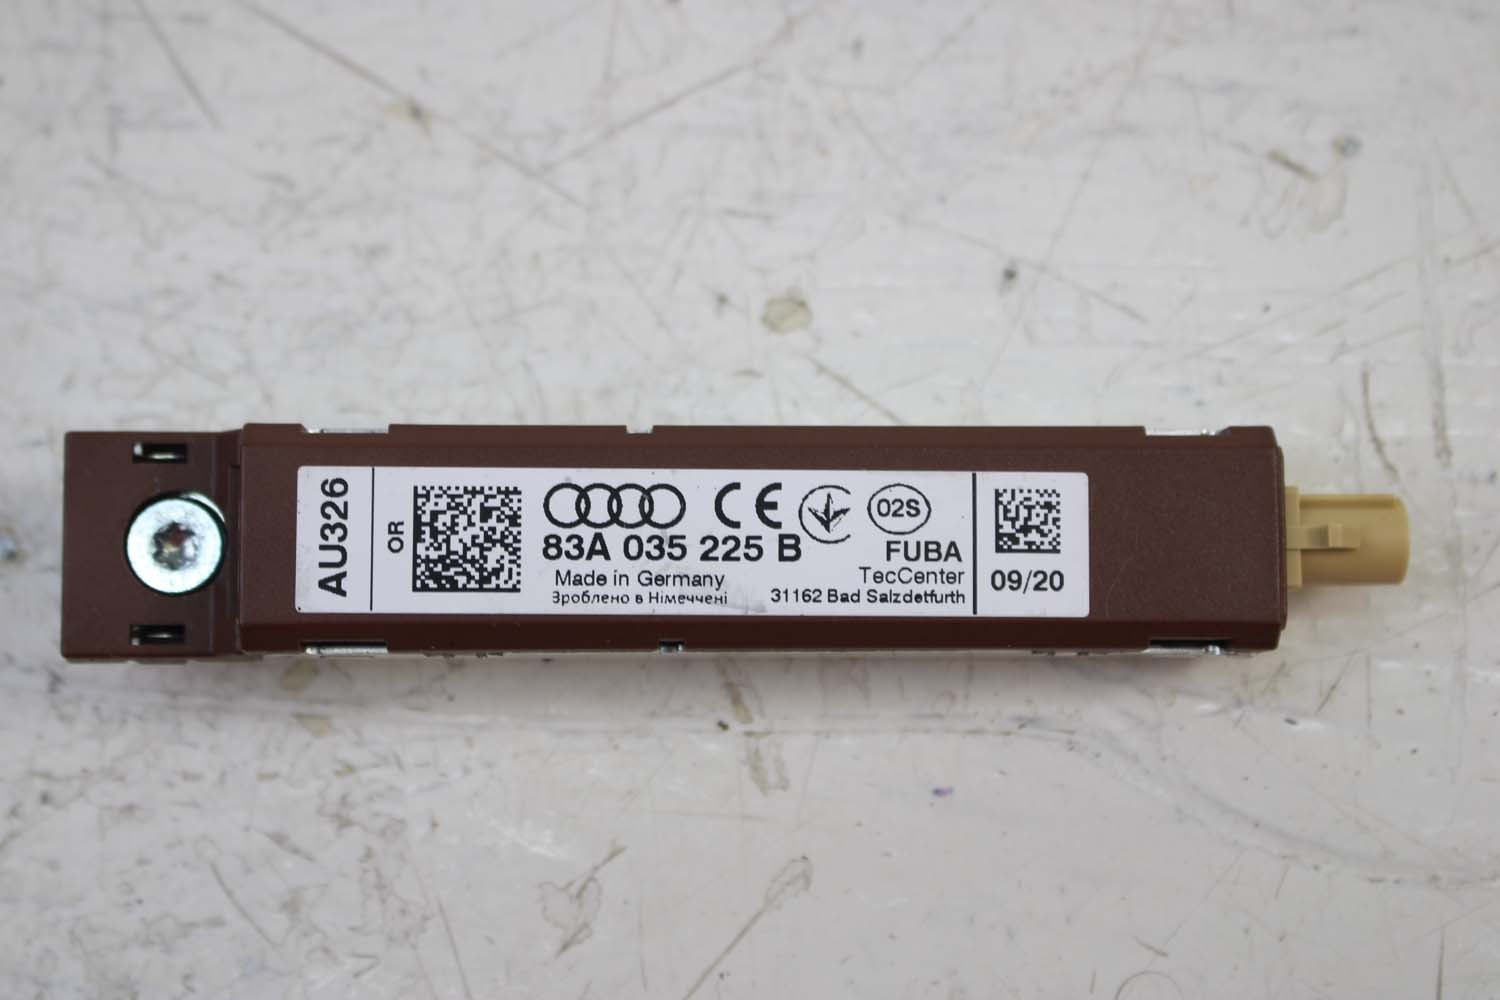 AU326
OR
CE
02S
83A 035 225 B
FUBA
Made in Germany
TecCenter
Зроблено в Німеччені
31162 Bad Salzdetfurth
09/20